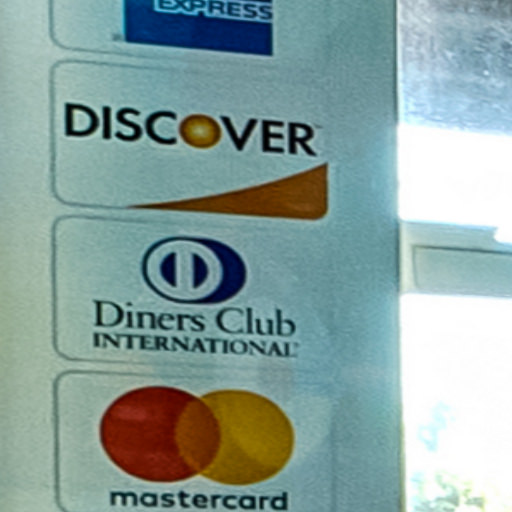 EXPRESS
DISCOVER
Diners Club
INTERNATIONAL
mastercard